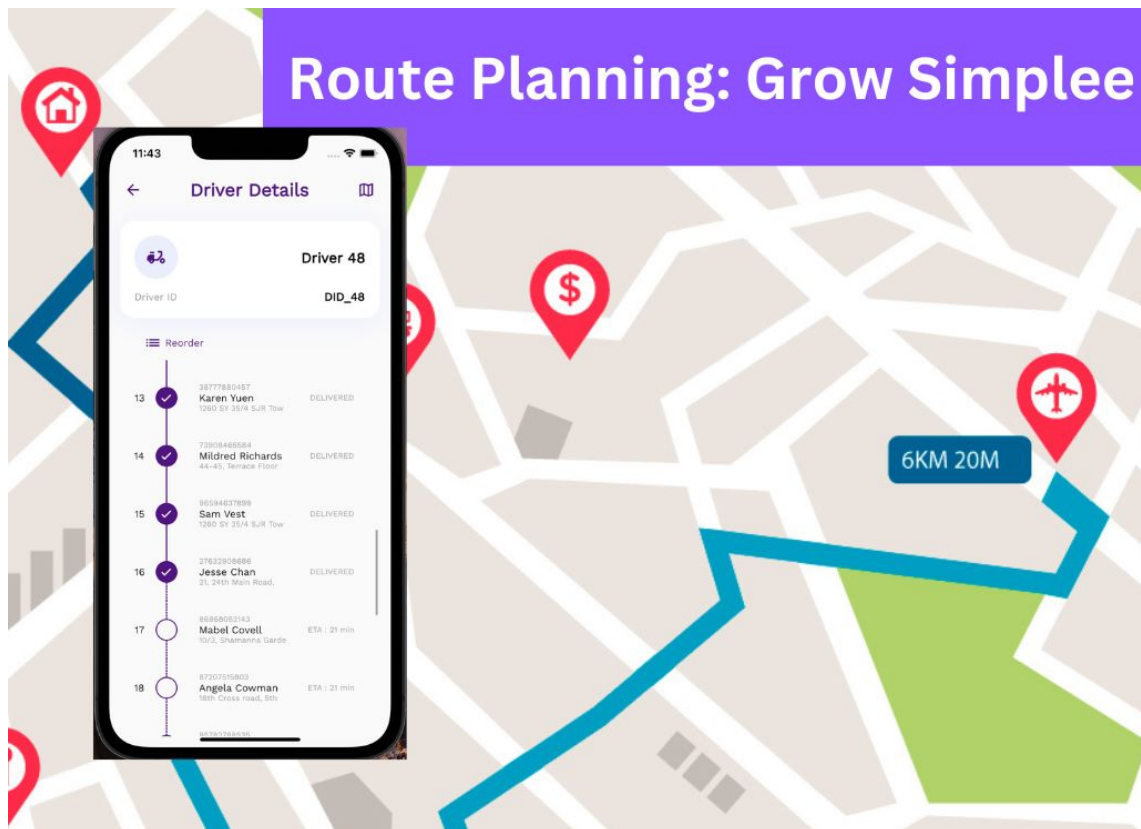 Route Planning: Grow Simplee
11:43
Driver Details
Driver 48
Driver ID
DID_48
Reorder
38777880457
13
Karen Yuen
DELIVERED
1260 SY 35/4 SJR Tow
73908465584
14
Mildred Richards
DELIVERED
44-45, Terrace Floor
96594637899
15
Sam Vest
DELIVERED
1260 SY 35/4 SJR Tow
27632908686
16
Jesse Chan
DELIVERED
21, 24th Main Road,
86868052143
17
Mabel Covell
ETA : 21 min
10/3, Shamanna Garde
87207515803
18
Angela Cowman
ETA : 21 min
18th Cross road, 5th
$
6KM 20M